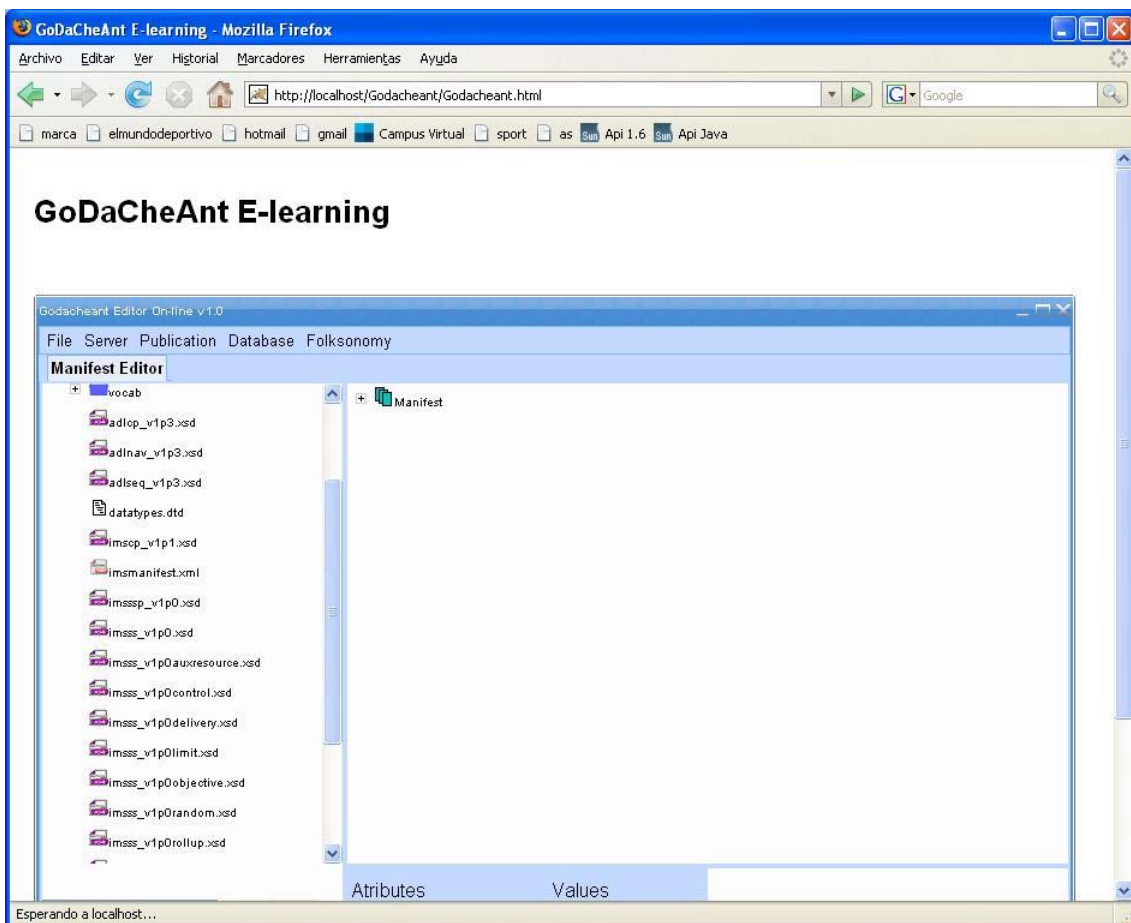 GoDaCheAnt E-learning - Mozilla Firefox
Archivo Editar Ver Historial Marcadores Herramientas Ayuda
http://localhost/Godacheant/Godacheant.html
G Google
marca elmundodeportivo hotmail gmail Campus Virtual sport as Sun Api 1.6 Sun Api Java
GoDaCheAnt E-learning
Godacheant Editor On-line v1.0
File Server Publication Database Folksonomy
Manifest Editor
vocab
Manifest
adlcp_v1p3.xsd
adlnav_v1p3.xsd
adlseq_v1p3.xsd
datatypes.dtd
imscp_v1p1.xsd
imsmanifest.xml
imsssp_v1p0.xsd
imsss_v1p0.xsd
imsss_v1p0auxresource.xsd
imsss_v1p0control.xsd
imsss_v1p0delivery.xsd
imsss_v1p0limit.xsd
imsss_v1p0objective.xsd
imsss_v1p0random.xsd
imsss_v1p0rollup.xsd
Atributes Values
Esperando a localhost...